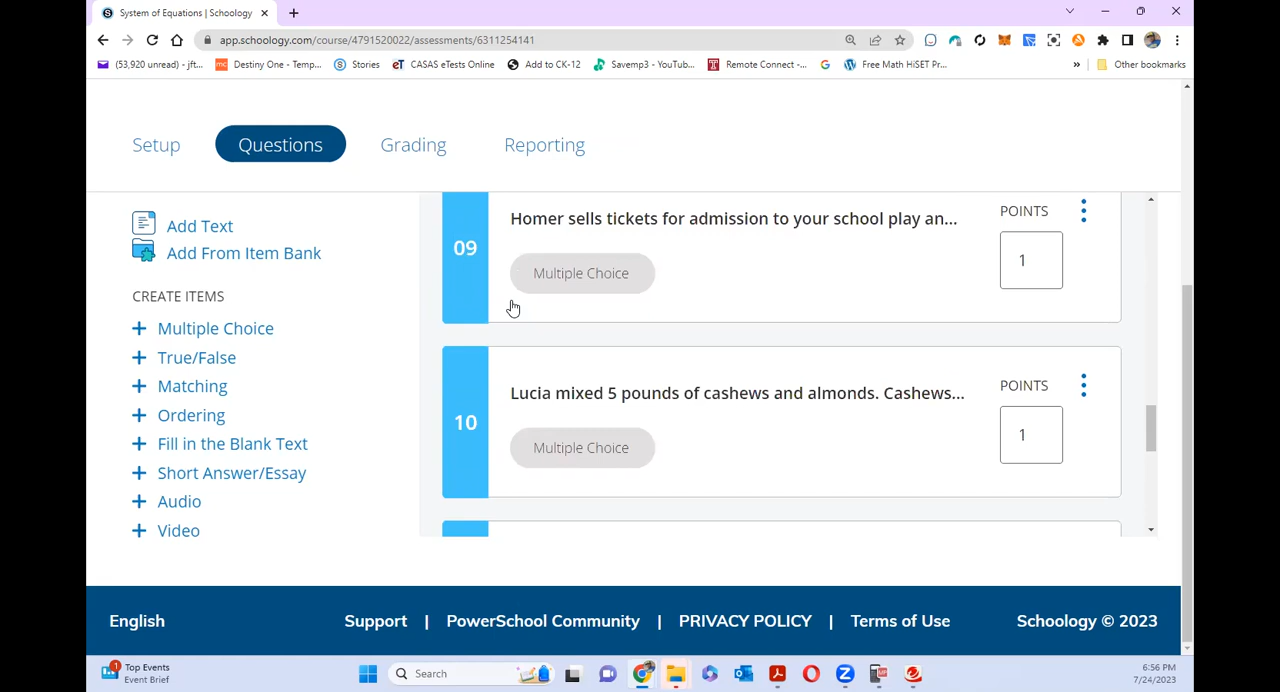 System of Equations | Schoology
app.schoology.com/course/4791520022/assessments/6311254141
(53,920 unread) - jft...
Destiny One - Temp...
Stories
CASAS eTests Online
Add to CK-12
Savemp3 - YouTub...
Remote Connect -...
Free Math HiSET Pr...
»
Other bookmarks
Setup
Questions
Grading
Reporting
Add Text
Add From Item Bank
CREATE ITEMS
+ Multiple Choice
+ True/False
+ Matching
+ Ordering
+ Fill in the Blank Text
+ Short Answer/Essay
+ Audio
+ Video
09
Homer sells tickets for admission to your school play an...
Multiple Choice
POINTS
1
10
Lucia mixed 5 pounds of cashews and almonds. Cashews...
Multiple Choice
POINTS
1
English
Support | PowerSchool Community | PRIVACY POLICY | Terms of Use
Schoology © 2023
1
Top Events
Event Brief
Search
6:56 PM
7/24/2023